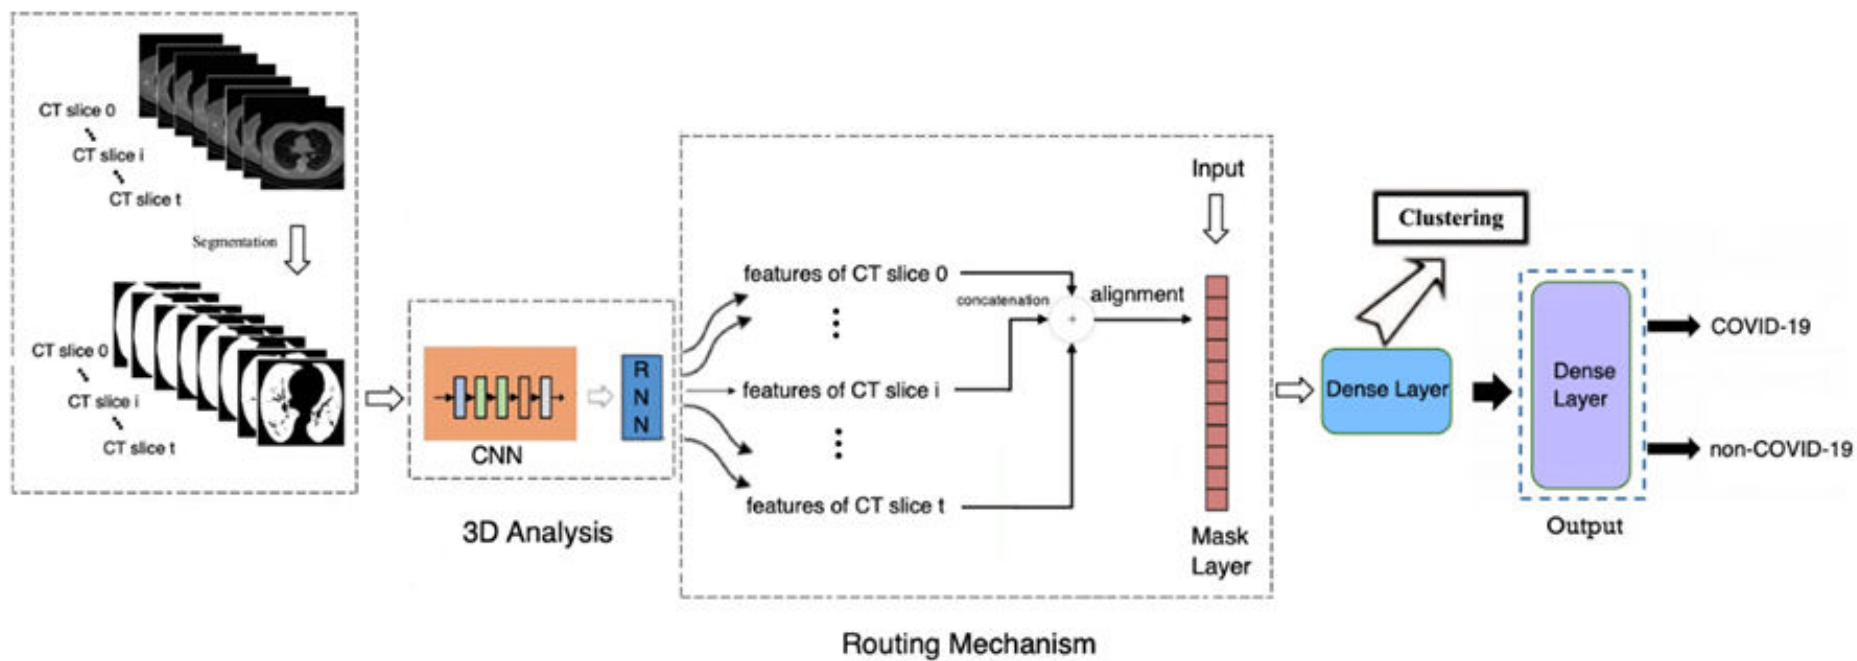 CT slice 0
CT slice i
CT slice t
Segmentation
CT slice 0
CT slice i
CT slice t
CNN
R
N
N
3D Analysis
features of CT slice 0
features of CT slice i
features of CT slice t
concatenation
+
alignment
Input
Mask
Layer
Routing Mechanism
Clustering
Dense Layer
Dense
Layer
Output
COVID-19
non-COVID-19